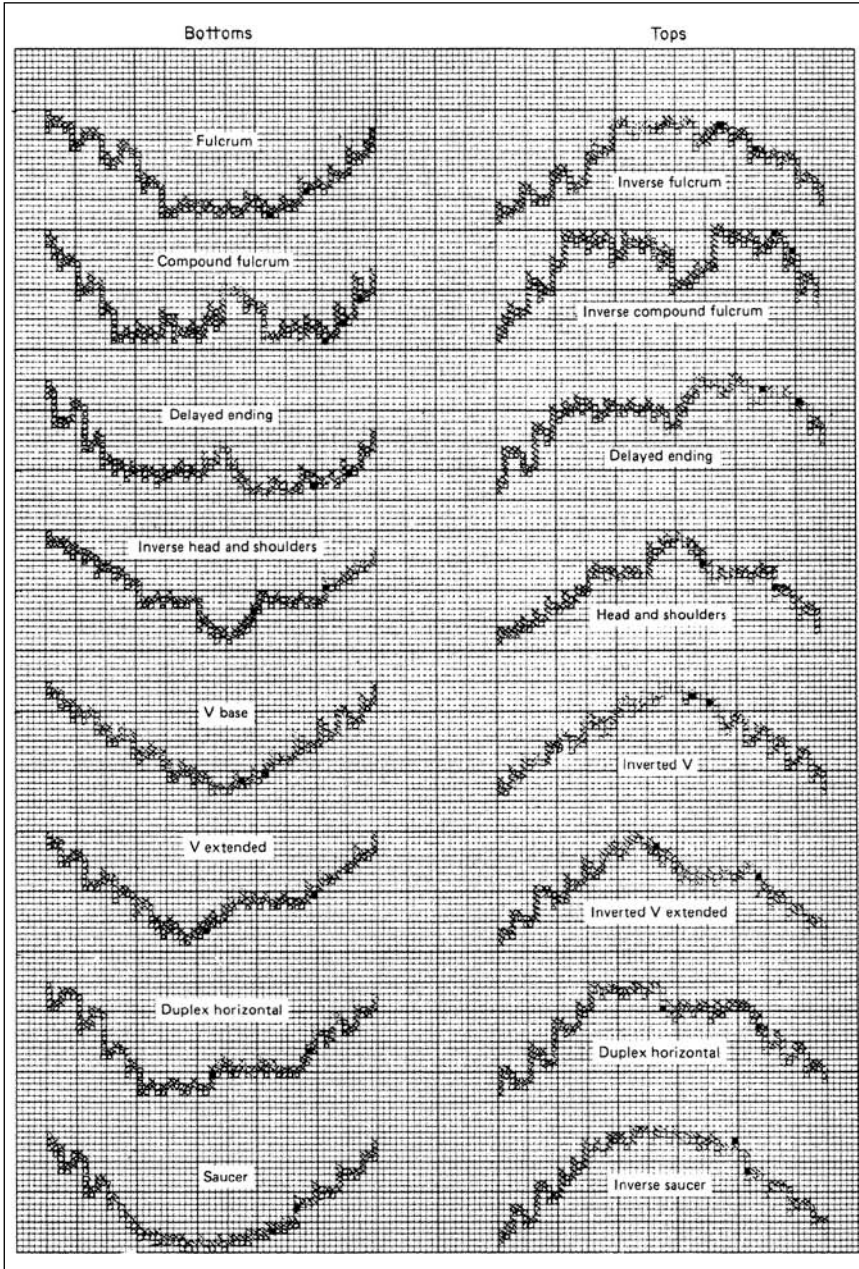 Bottoms
Tops
Fulcrum
Inverse fulcrum
Compound fulcrum
Inverse compound fulcrum
Delayed ending
Delayed ending
Inverse head and shoulders
Head and shoulders
V base
Inverted V
V extended
Inverted V extended
Duplex horizontal
Duplex horizontal
Saucer
Inverse saucer